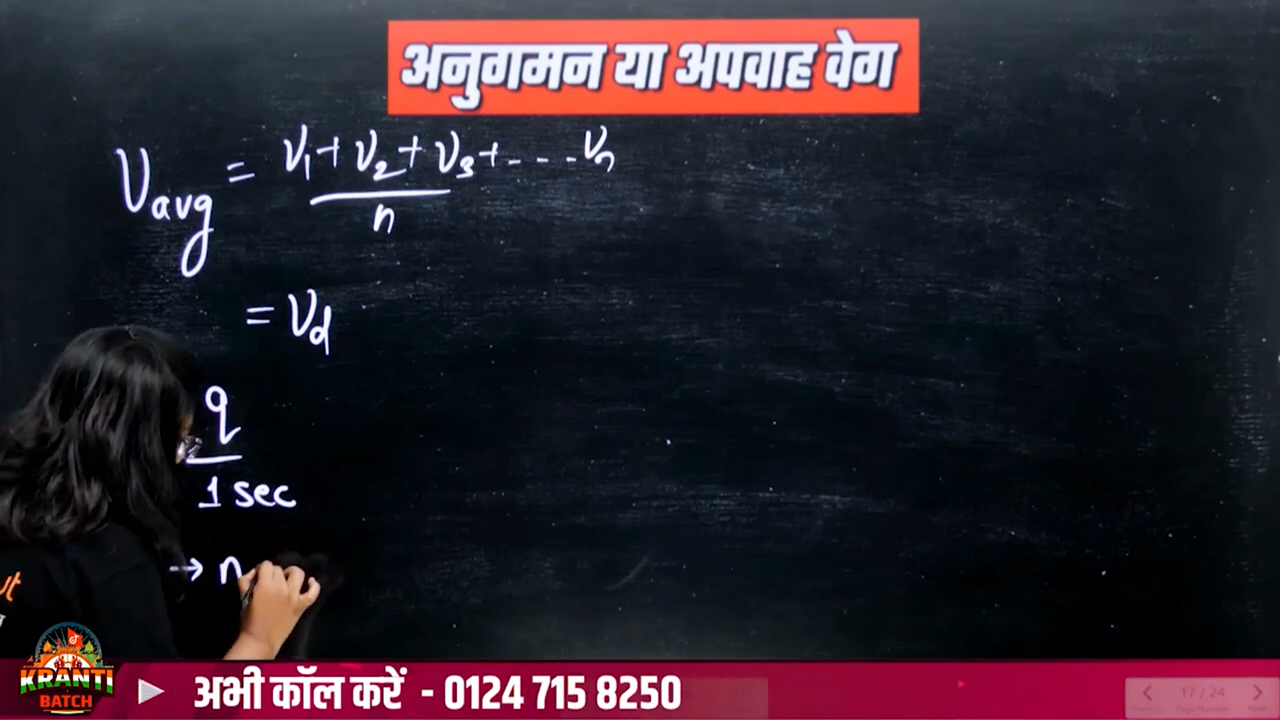 अनुगमन या अपवाह वेग
Vavg = V1 + V2 + V3 + - - - Vn
n
= Vd
q
1 sec
→ n
KRANTI
BATCH
अभी कॉल करें - 0124 715 8250
17 / 24